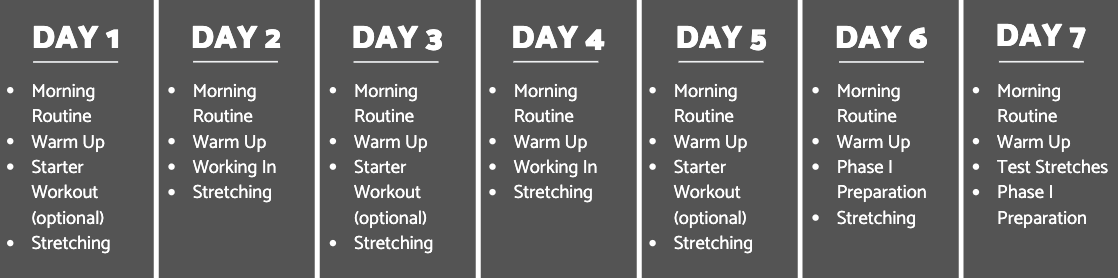 DAY 1
• Morning
Routine
• Warm Up
• Starter
Workout
(optional)
• Stretching
DAY 2
• Morning
Routine
• Warm Up
• Working In
• Stretching
DAY 3
• Morning
Routine
• Warm Up
• Starter
Workout
(optional)
• Stretching
DAY 4
• Morning
Routine
• Warm Up
• Working In
• Stretching
DAY 5
• Morning
Routine
• Warm Up
• Starter
Workout
(optional)
• Stretching
DAY 6
• Morning
Routine
• Warm Up
• Phase I
Preparation
• Stretching
DAY 7
• Morning
Routine
• Warm Up
• Test Stretches
• Phase I
Preparation